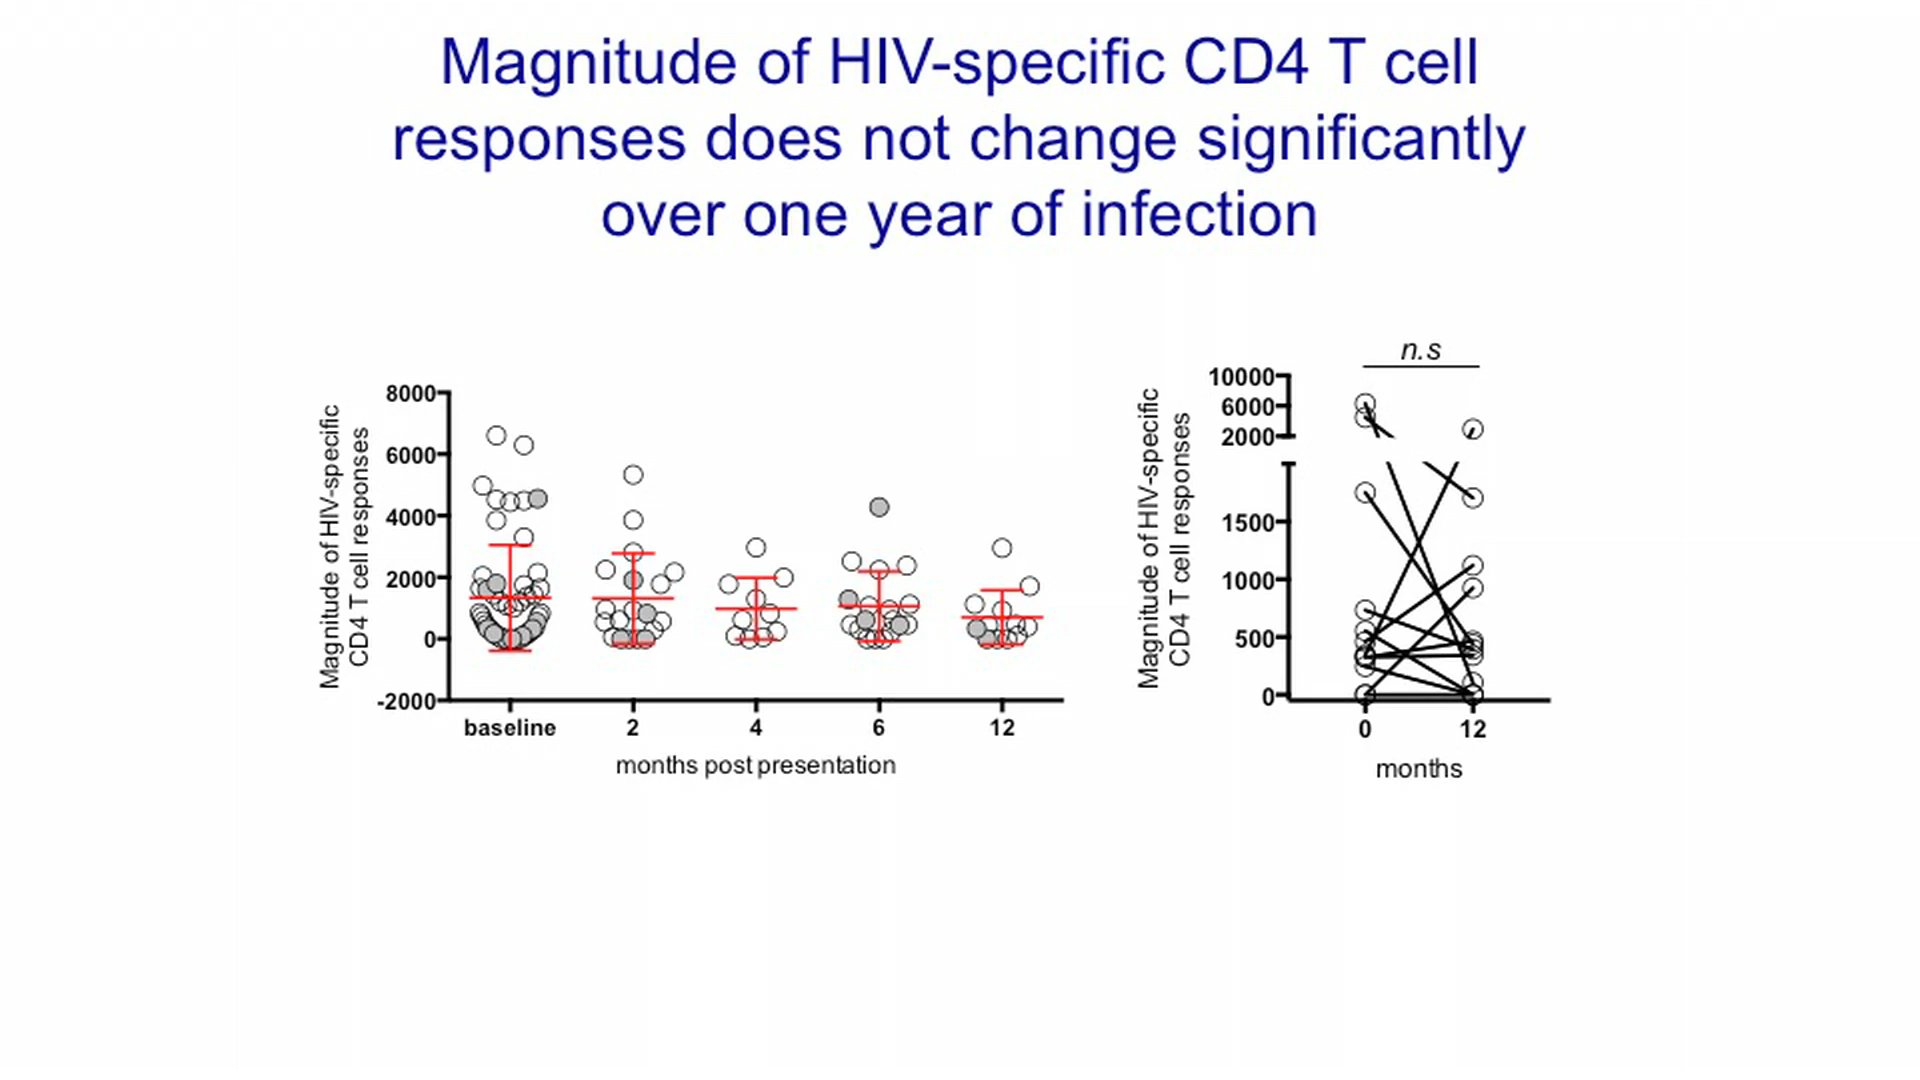 Magnitude of HIV-specific CD4 T cell
responses does not change significantly
over one year of infection
Magnitude of HIV-specific
CD4 T cell responses
8000
6000
4000
2000
0
-2000
baseline 2 4 6 12
months post presentation
n.s
Magnitude of HIV-specific
CD4 T cell responses
10000
6000
2000
1500
1000
500
0
0 12
months